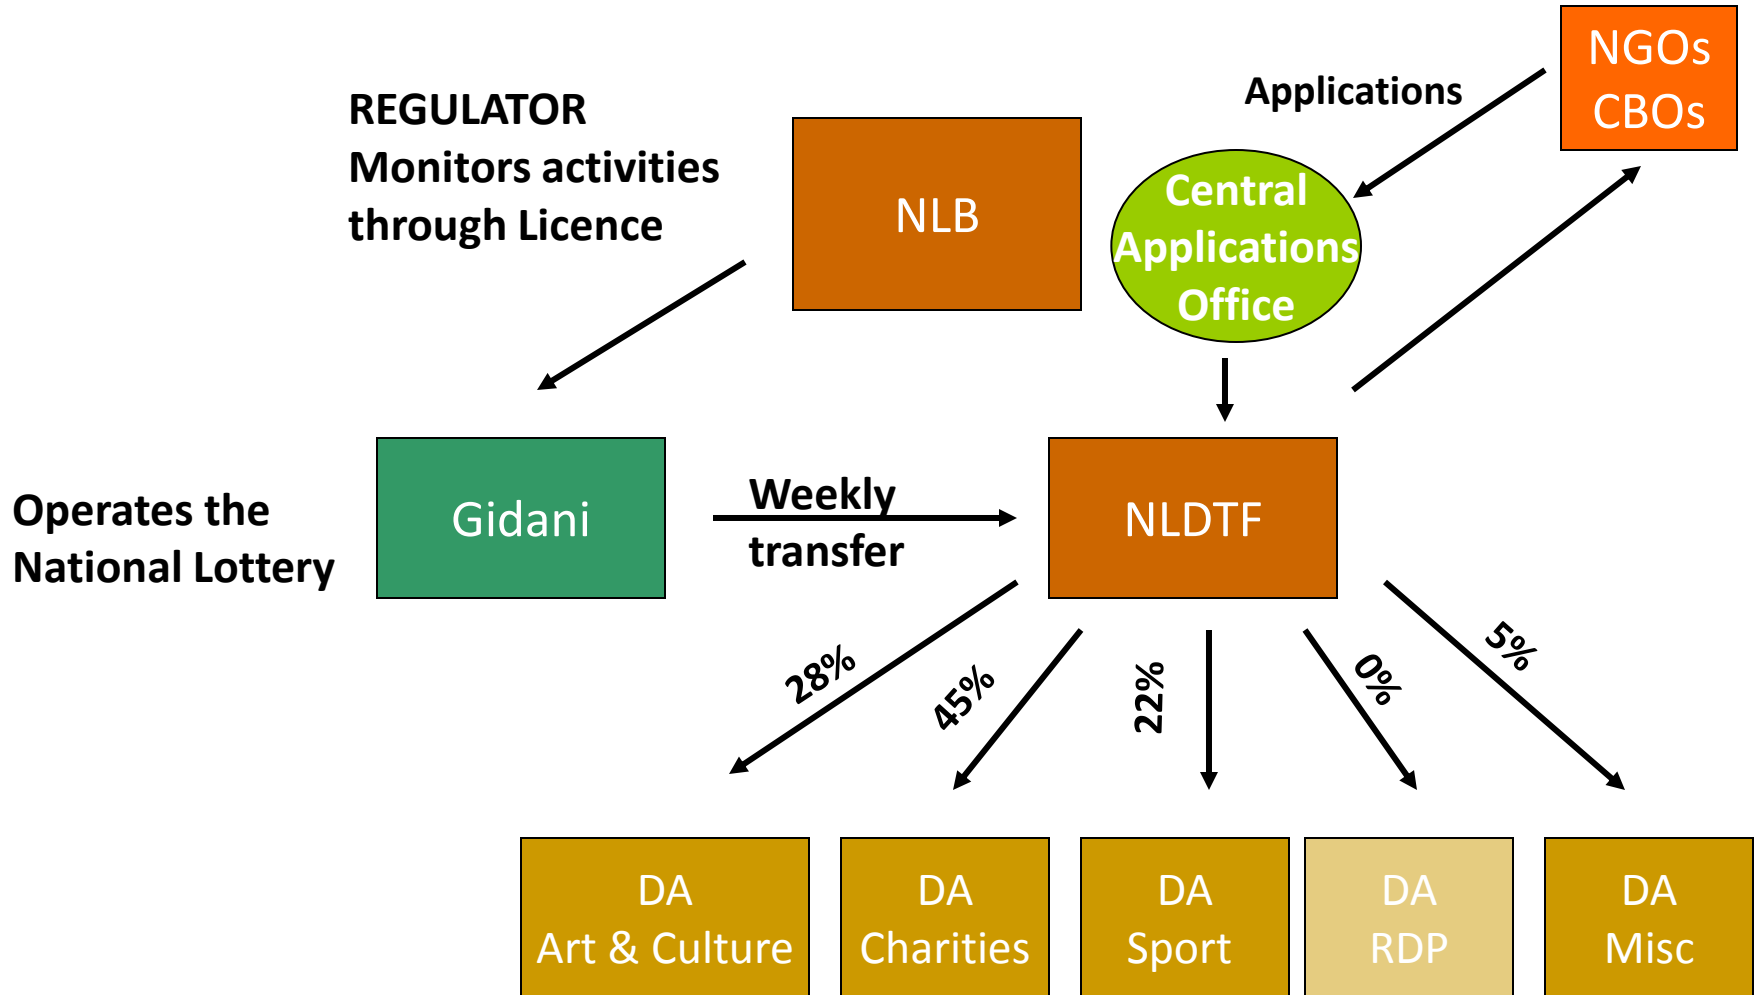 NGOs
CBOs
Applications
REGULATOR
Monitors activities
through Licence
NLB
Central
Applications
Office
Operates the
National Lottery
Gidani
Weekly
transfer
NLDTF
28%
45%
22%
0%
5%
DA
Art & Culture
DA
Charities
DA
Sport
DA
RDP
DA
Misc